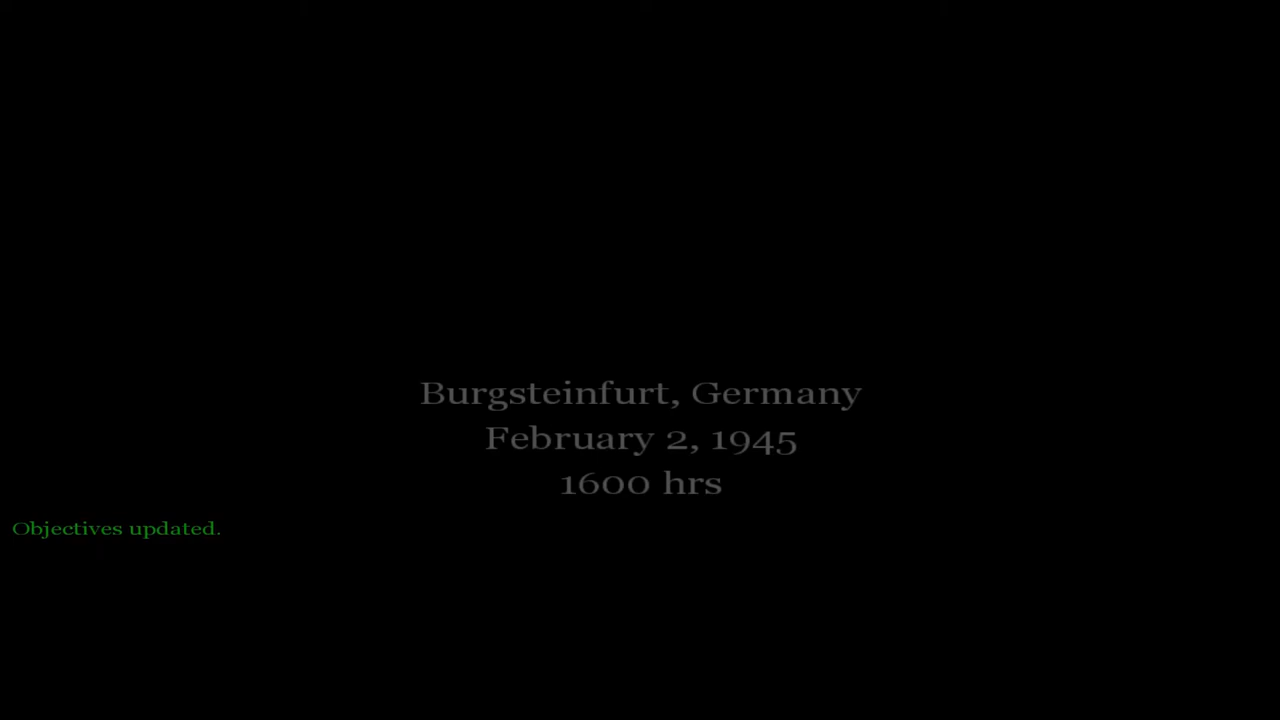 Burgsteinfurt, Germany
February 2, 1945
1600 hrs
Objectives updated.